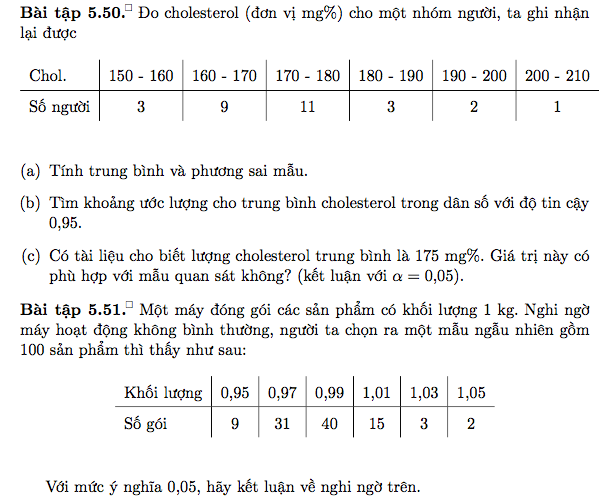 Bài tập 5.50.□ Đo cholesterol (đơn vị mg%) cho một nhóm người, ta ghi nhận
lại được
Chol. 150 - 160 160 - 170 170 - 180 180 - 190 190 - 200 200 - 210
Số người 3 9 11 3 2 1
(a) Tính trung bình và phương sai mẫu.
(b) Tìm khoảng ước lượng cho trung bình cholesterol trong dân số với độ tin cậy
0,95.
(c) Có tài liệu cho biết lượng cholesterol trung bình là 175 mg%. Giá trị này có
phù hợp với mẫu quan sát không? (kết luận với α = 0,05).
Bài tập 5.51.□ Một máy đóng gói các sản phẩm có khối lượng 1 kg. Nghi ngờ
máy hoạt động không bình thường, người ta chọn ra một mẫu ngẫu nhiên gồm
100 sản phẩm thì thấy như sau:
Khối lượng 0,95 0,97 0,99 1,01 1,03 1,05
Số gói 9 31 40 15 3 2
Với mức ý nghĩa 0,05, hãy kết luận về nghi ngờ trên.